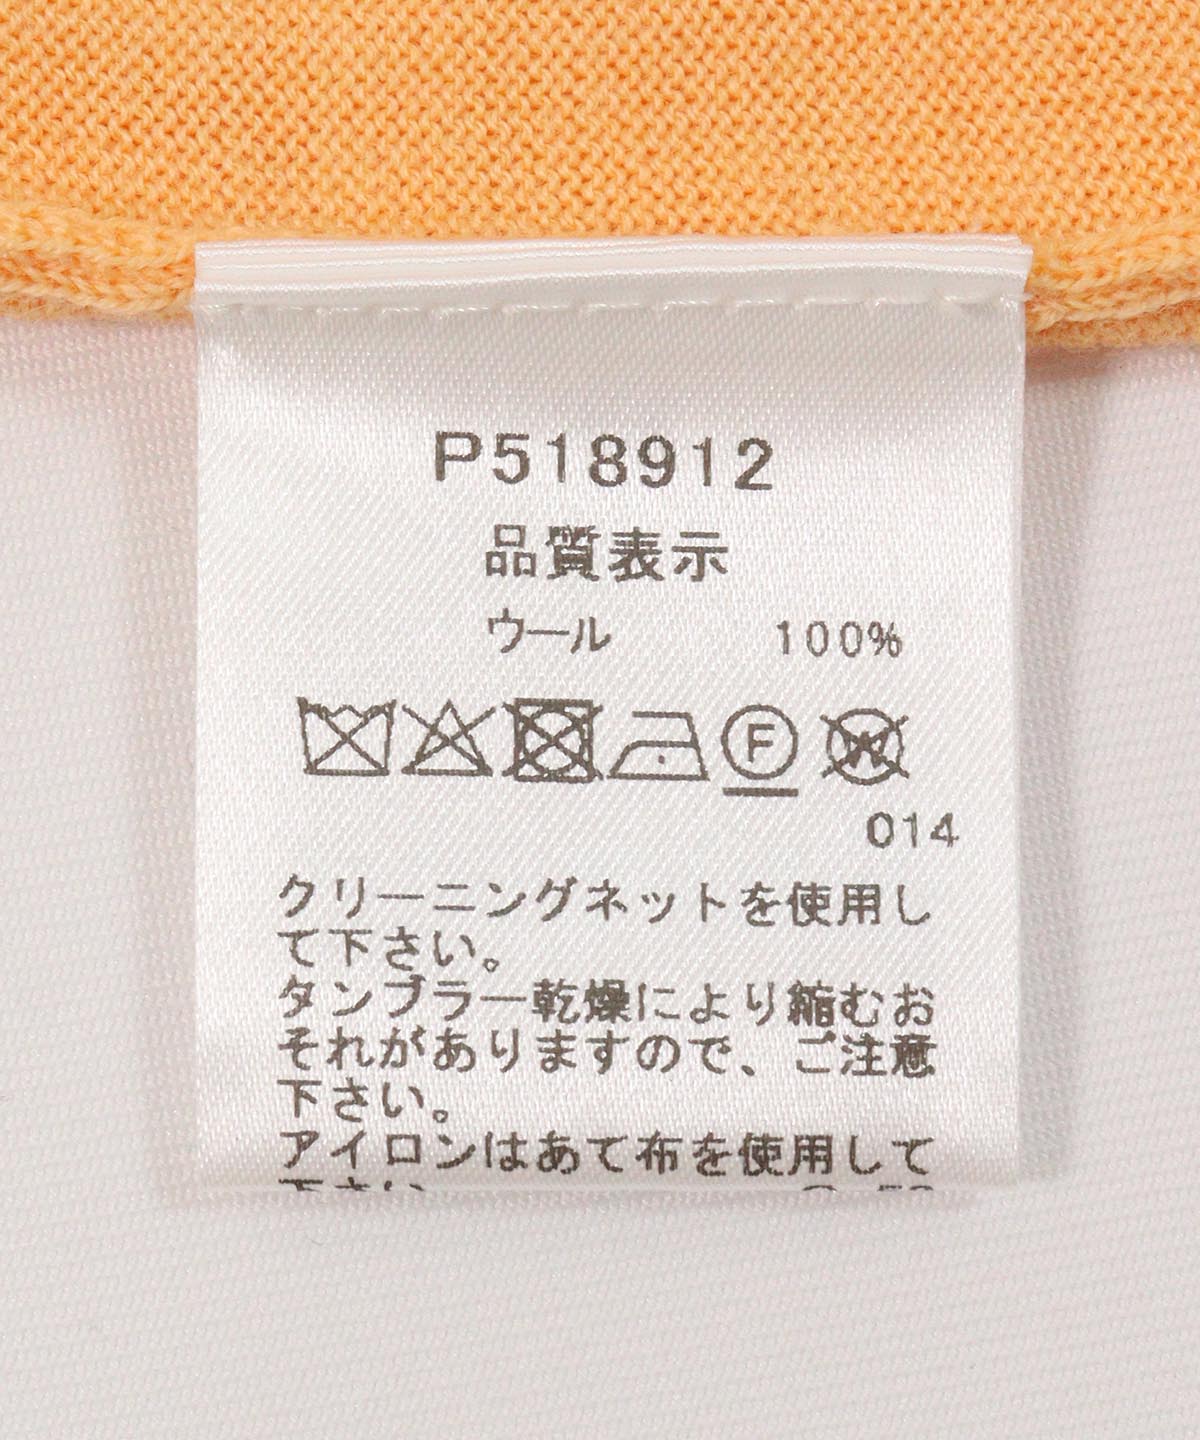 P518912
品質表示
ウール 100%
F W
014
クリーニングネットを使用し
て下さい。
タンブラー乾燥により縮むお
それがありますので、ご注意
下さい。
アイロンはあて布を使用して
下さい。